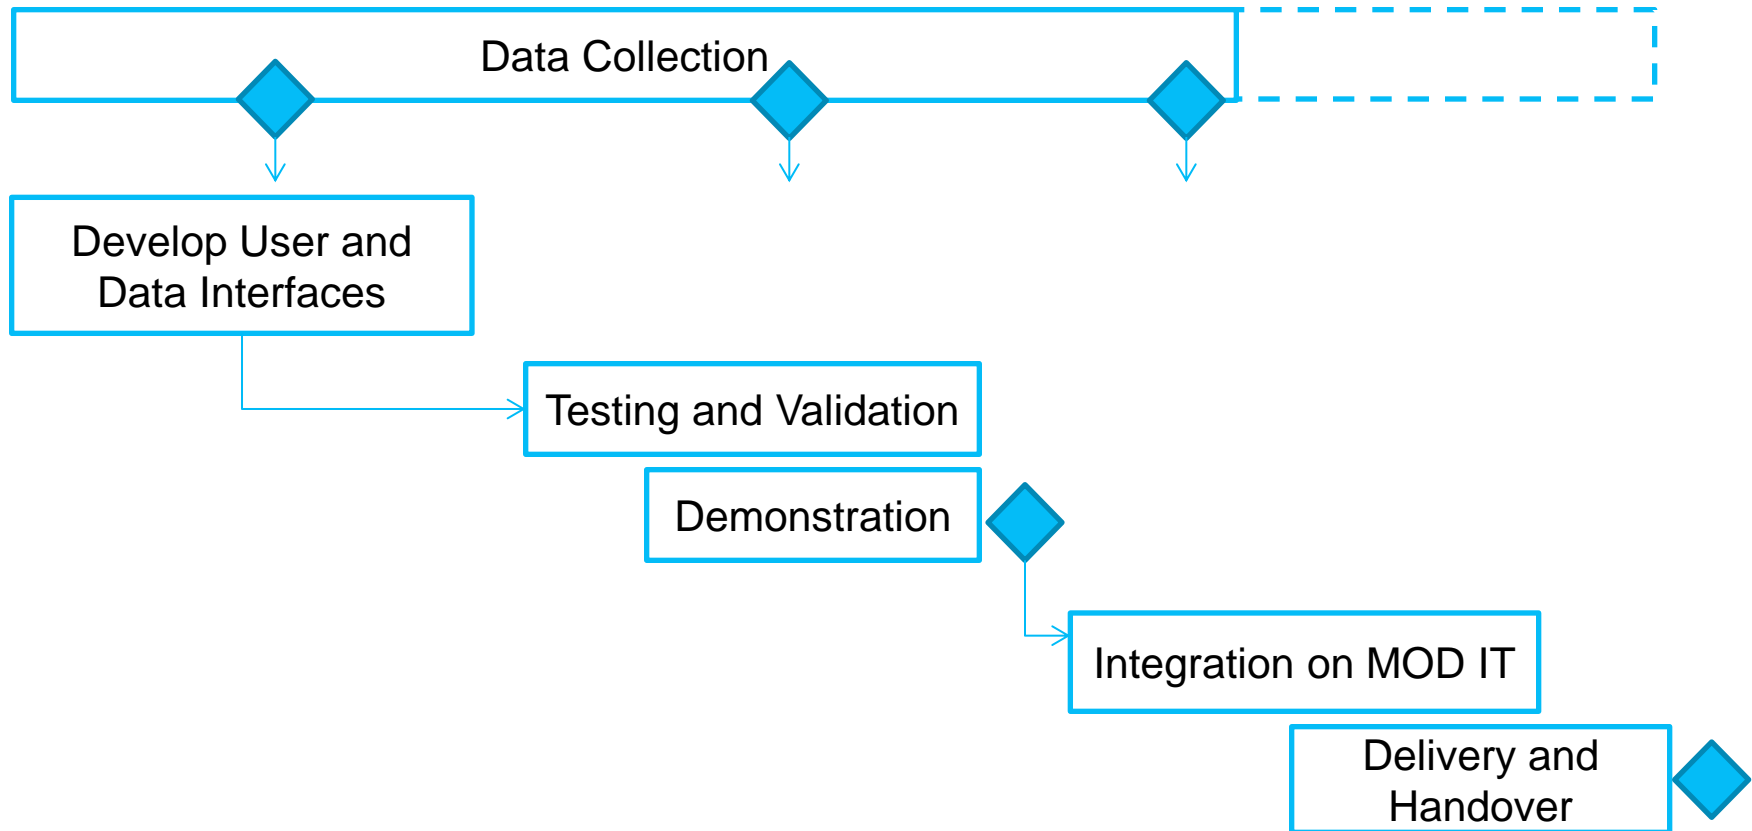 Data Collection
Develop User and
Data Interfaces
Testing and Validation
Demonstration
Integration on MOD IT
Delivery and
Handover